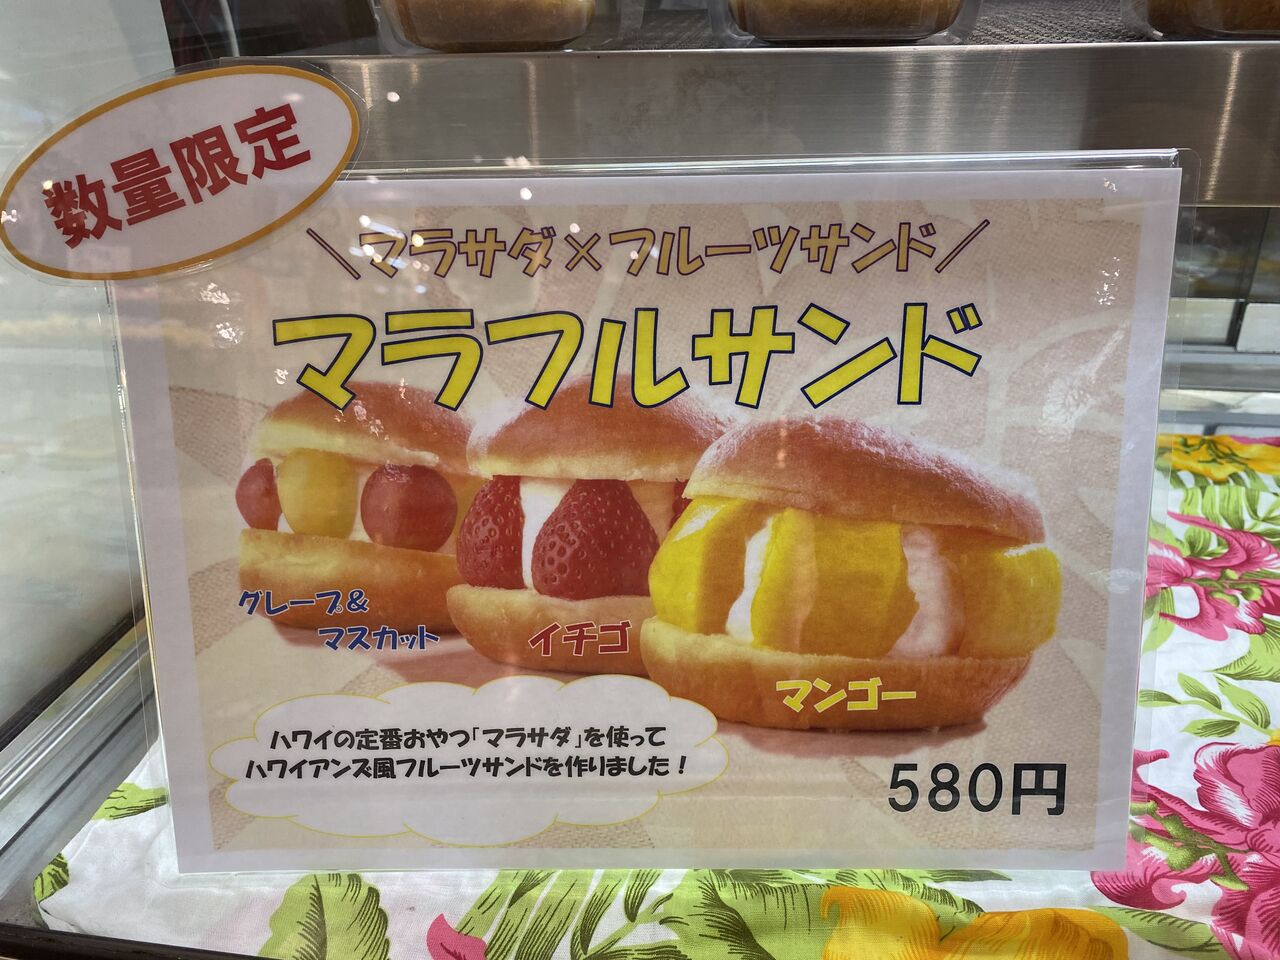 数量限定
\マラサダ×フルーツサンド/
マラフルサンド
グレープ&
マスカット
イチゴ
マンゴー
ハワイの定番おやつ「マラサダ」を使って
ハワイアンズ風フルーツサンドを作りました!
580円